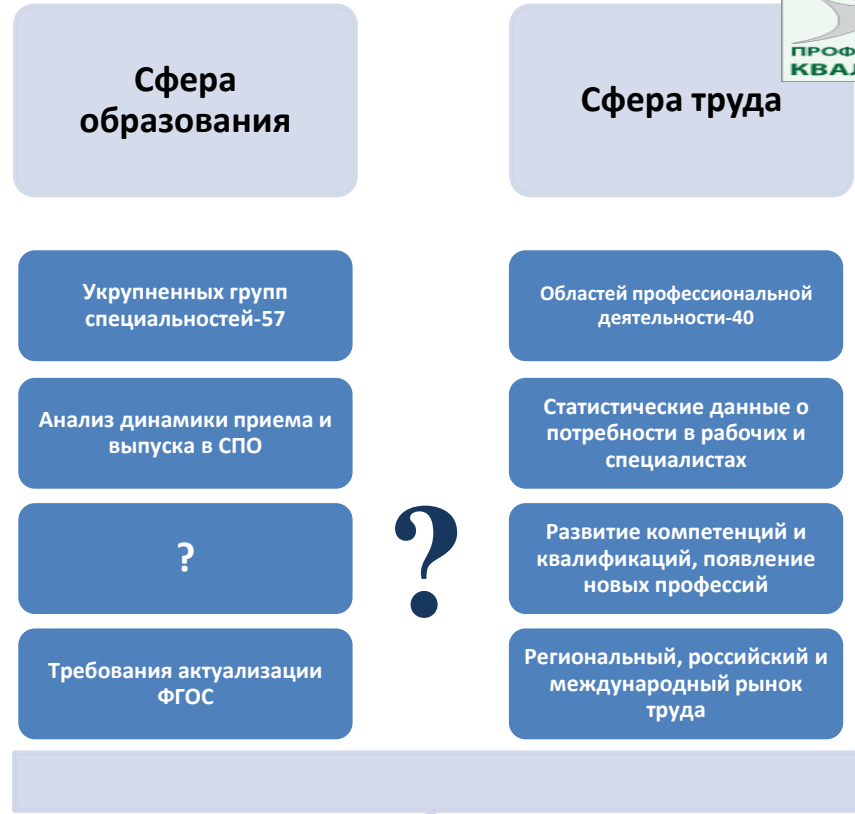 Сфера
образования
Сфера труда
ПРОФ
КВАЛ
Укрупненных групп
специальностей-57
Областей профессиональной
деятельности-40
Анализ динамики приема и
выпуска в СПО
Статистические данные о
потребности в рабочих и
специалистах
?
?
Развитие компетенций и
квалификаций, появление
новых профессий
Требования актуализации
ФГОС
Региональный, российский и
международный рынок
труда